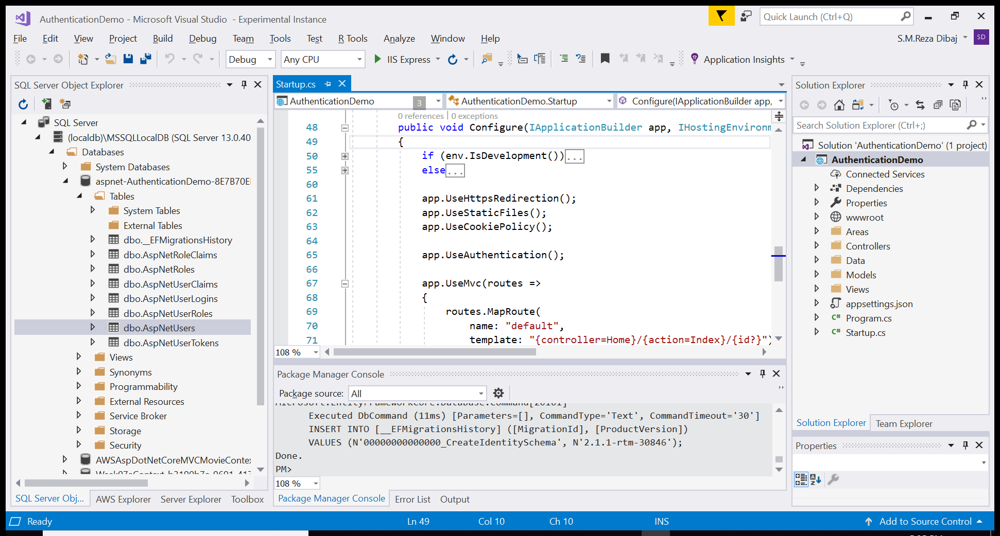 AuthenticationDemo - Microsoft Visual Studio - Experimental Instance
Quick Launch (Ctrl+Q)
File Edit View Project Build Debug Team Tools Test R Tools Analyze Window Help
S.M.Reza Dibaj SD
Debug Any CPU IIS Express Application Insights
SQL Server Object Explorer
SQL Server
(localdb)\MSSQLLocalDB (SQL Server 13.0.40
Databases
System Databases
aspnet-AuthenticationDemo-8E7B70E
Tables
System Tables
External Tables
dbo.__EFMigrationsHistory
dbo.AspNetRoleClaims
dbo.AspNetRoles
dbo.AspNetUserClaims
dbo.AspNetUserLogins
dbo.AspNetUserRoles
dbo.AspNetUsers
dbo.AspNetUserTokens
Views
Synonyms
Programmability
External Resources
Service Broker
Storage
Security
AWSAspDotNetCoreMVCMovieConte
SQL Server Obj... AWS Explorer Server Explorer Toolbox
Startup.cs
AuthenticationDemo 3 AuthenticationDemo.Startup Configure(IApplicationBuilder app,
0 references | 0 exceptions
48 public void Configure(IApplicationBuilder app, IHostingEnvironm
49 {
50 if (env.IsDevelopment())...
55 else...
60
61 app.UseHttpsRedirection();
62 app.UseStaticFiles();
63 app.UseCookiePolicy();
64
65 app.UseAuthentication();
66
67 app.UseMvc(routes =>
68 {
69 routes.MapRoute(
70 name: "default",
71 template: "{controller=Home}/{action=Index}/{id?}")
108 %
Package Manager Console
Package source: All
Microsoft.EntityFrameworkCore.Database.Command[20101]
Executed DbCommand (11ms) [Parameters=[], CommandType='Text', CommandTimeout='30']
INSERT INTO [__EFMigrationsHistory] ([MigrationId], [ProductVersion])
VALUES (N'00000000000000_CreateIdentitySchema', N'2.1.1-rtm-30846');
Done.
PM>
108 %
Package Manager Console Error List Output
Solution Explorer
Search Solution Explorer (Ctrl+;)
Solution 'AuthenticationDemo' (1 project)
AuthenticationDemo
Connected Services
Dependencies
Properties
wwwroot
Areas
Controllers
Data
Models
Views
appsettings.json
C# Program.cs
C# Startup.cs
Solution Explorer Team Explorer
Properties
Ready Ln 49 Col 10 Ch 10 INS Add to Source Control